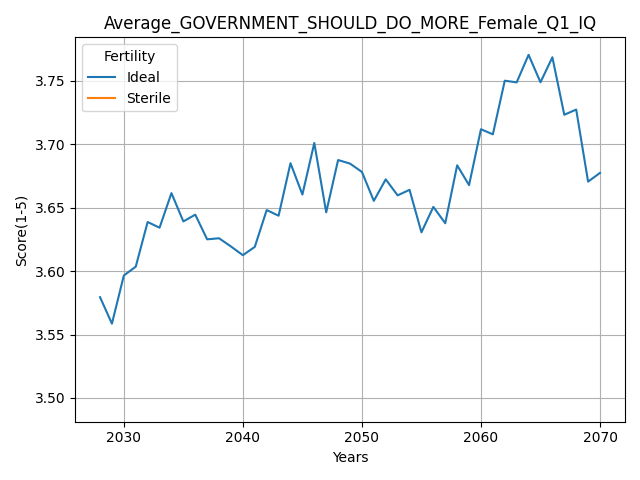 Average_GOVERNMENT_SHOULD_DO_MORE_Female_Q1_IQ
Fertility
Ideal
Sterile
Score(1-5)
3.75
3.70
3.65
3.60
3.55
3.50
2030 2040 2050 2060 2070
Years